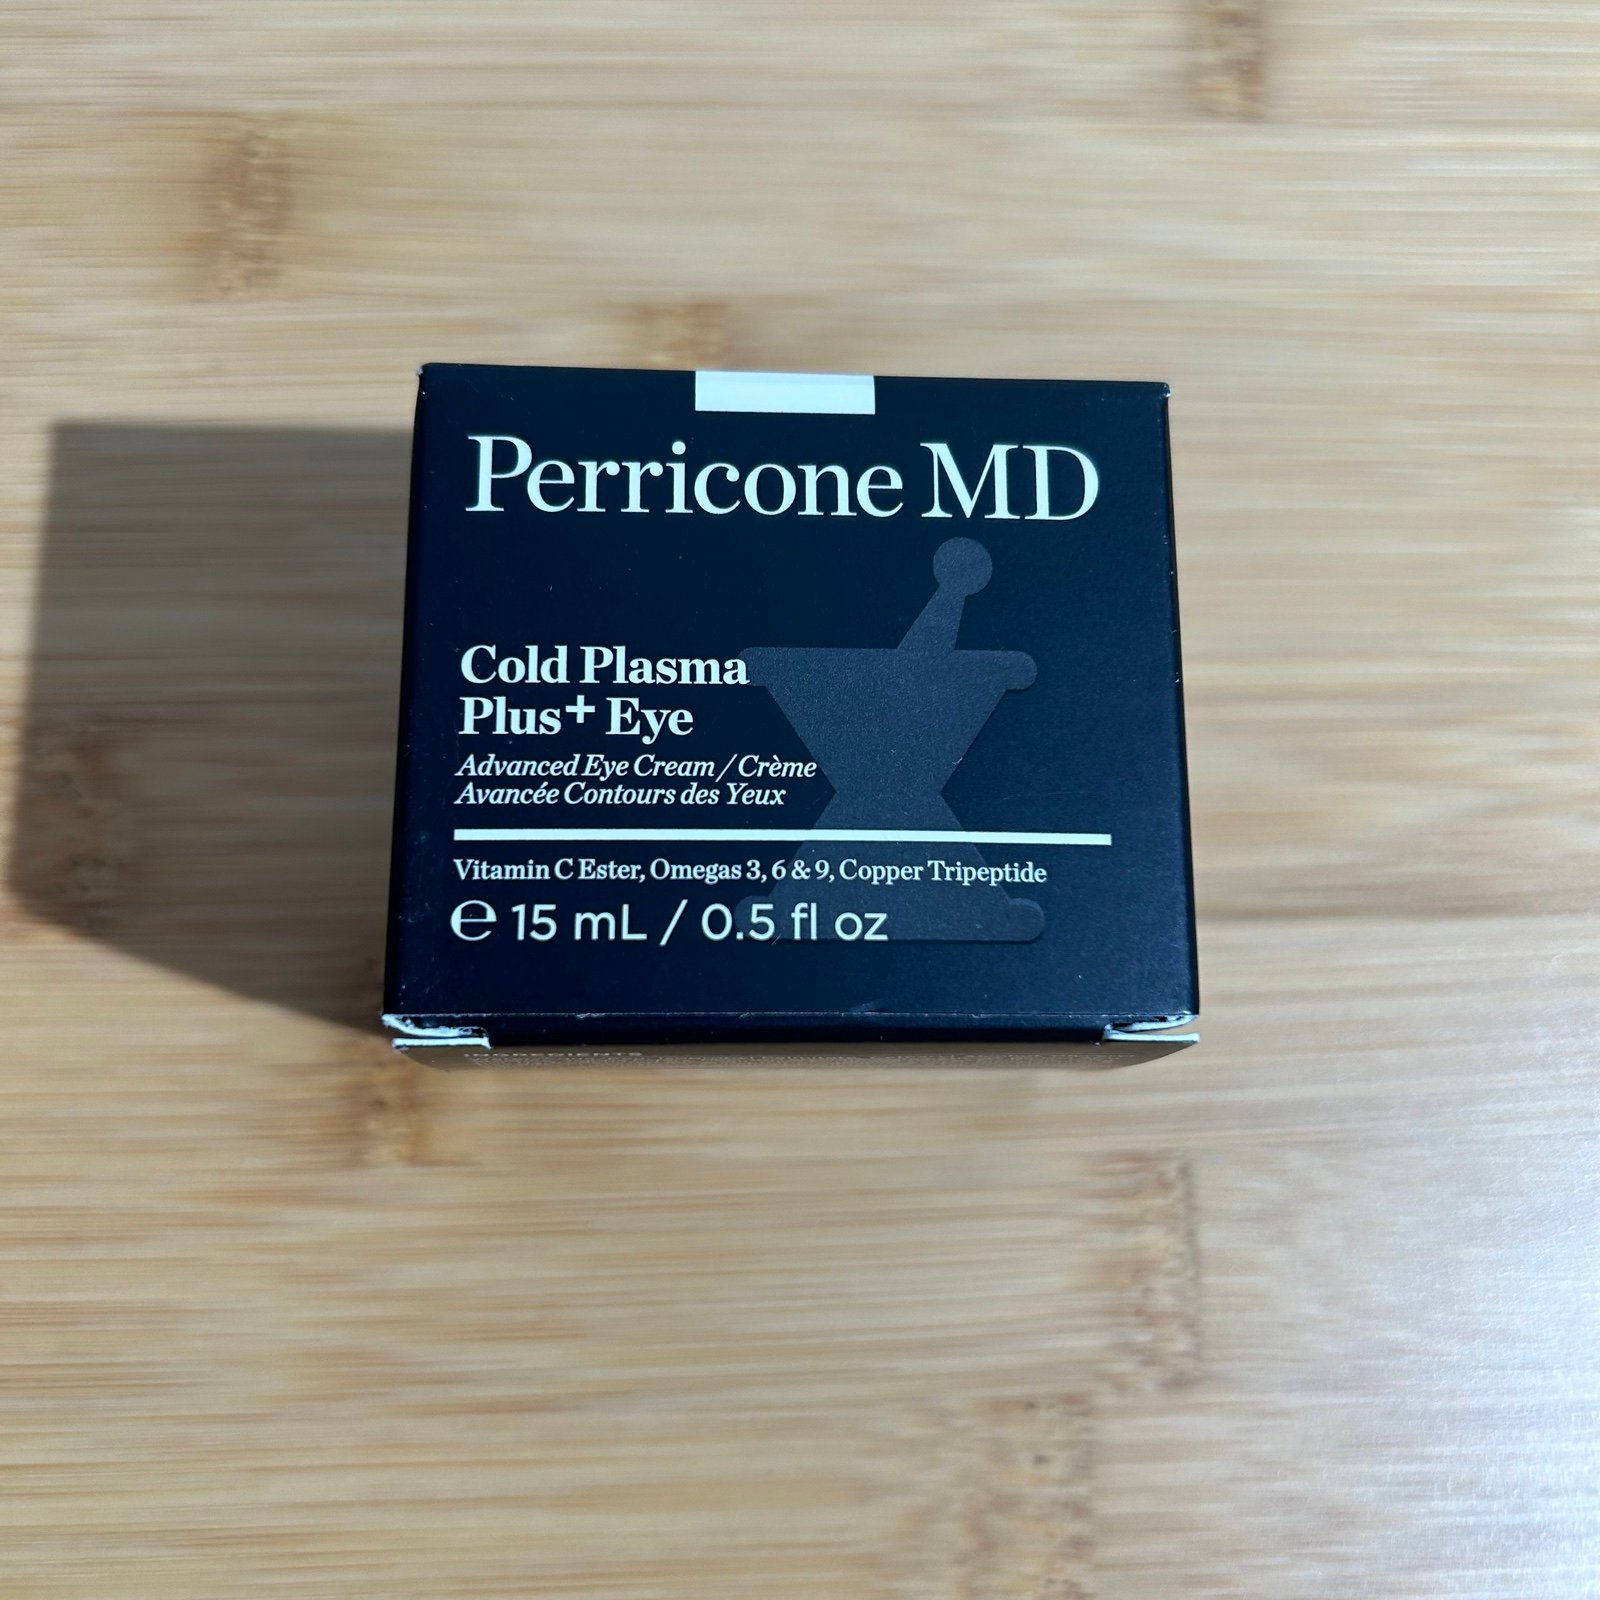 Perricone MD
Cold Plasma
Plus+ Eye
Advanced Eye Cream / Crème
Avancée Contours des Yeux
Vitamin C Ester, Omegas 3, 6 & 9, Copper Tripeptide
℮ 15 mL / 0.5 fl oz
INGREDIENTS